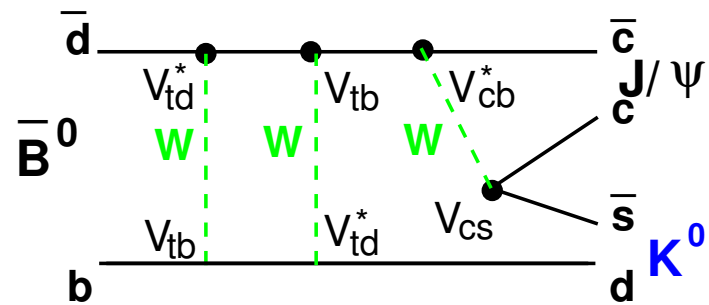 d̅ c̅
V*td Vtb V*cb J/ψ
W W W c
B̅⁰
s̅
Vtb V*td Vcs K⁰
b d